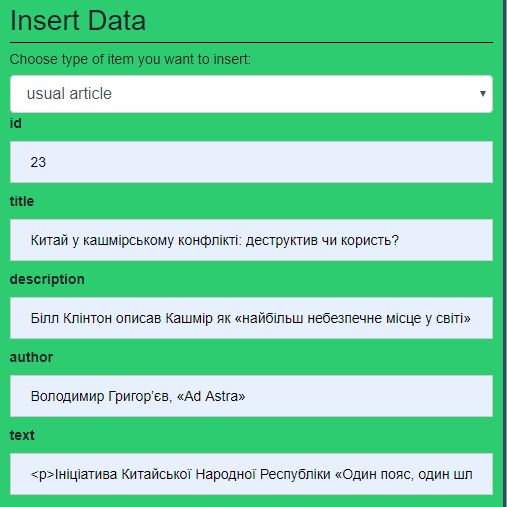 Insert Data
Choose type of item you want to insert:
usual article
id
23
title
Китай у кашмірському конфлікті: деструктив чи користь?
description
Білл Клінтон описав Кашмір як «найбільш небезпечне місце у світі»
author
Володимир Григор’єв, «Ad Astra»
text
<p>Ініціатива Китайської Народної Республіки «Один пояс, один шл